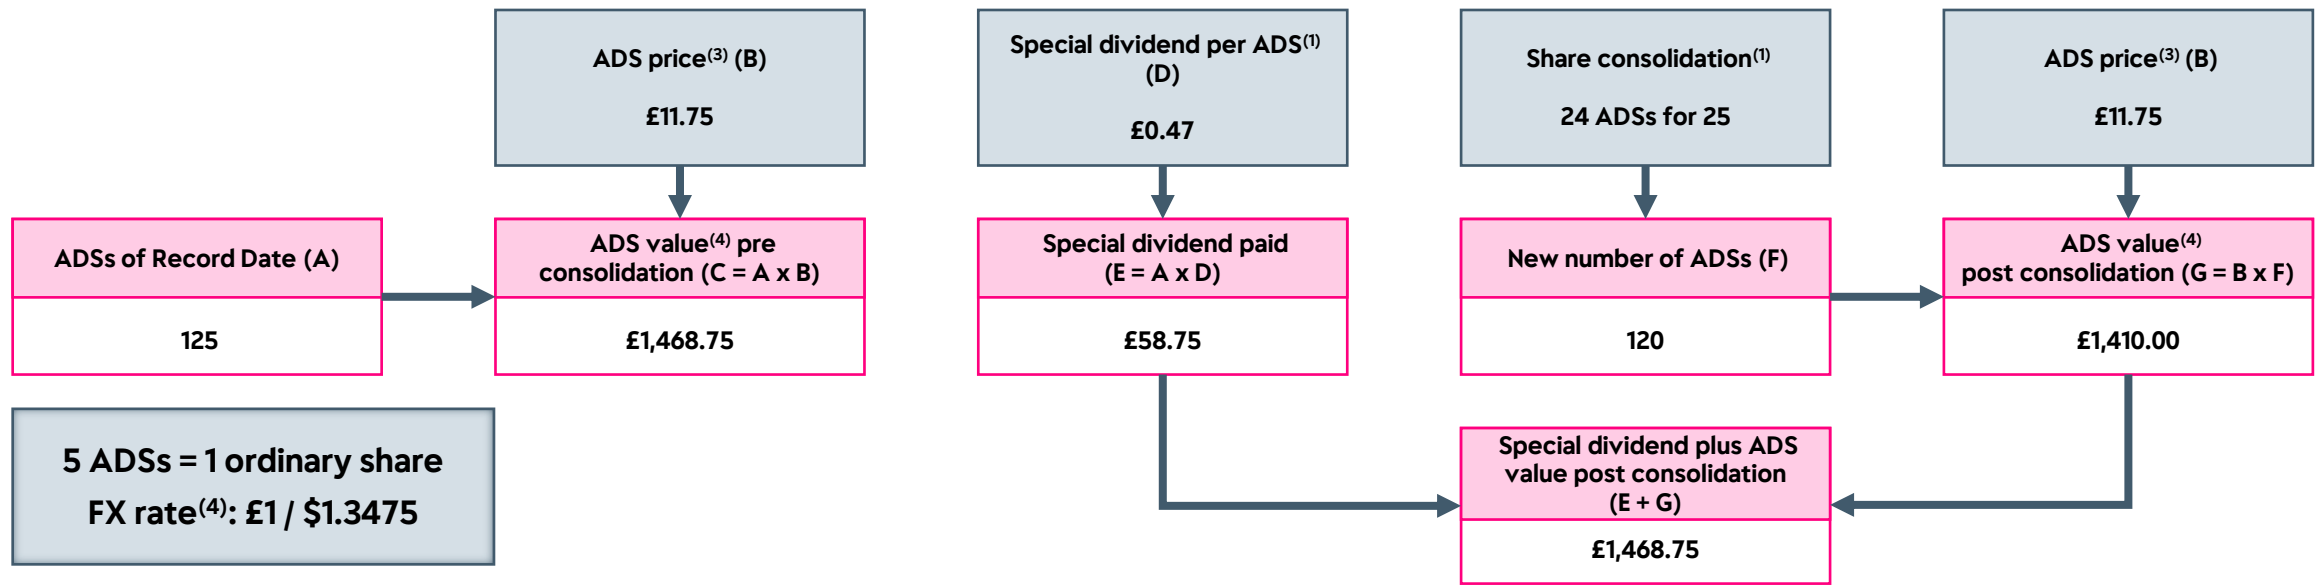 ADS price(3) (B)
£11.75
Special dividend per ADS(1)
(D)
£0.47
Share consolidation(1)
24 ADSs for 25
ADS price(3) (B)
£11.75
ADSs of Record Date (A)
125
ADS value(4) pre
consolidation (C = A x B)
£1,468.75
Special dividend paid
(E = A x D)
£58.75
New number of ADSs (F)
120
ADS value(4)
post consolidation (G = B x F)
£1,410.00
5 ADSs = 1 ordinary share
FX rate(4): £1 / $1.3475
Special dividend plus ADS
value post consolidation
(E + G)
£1,468.75